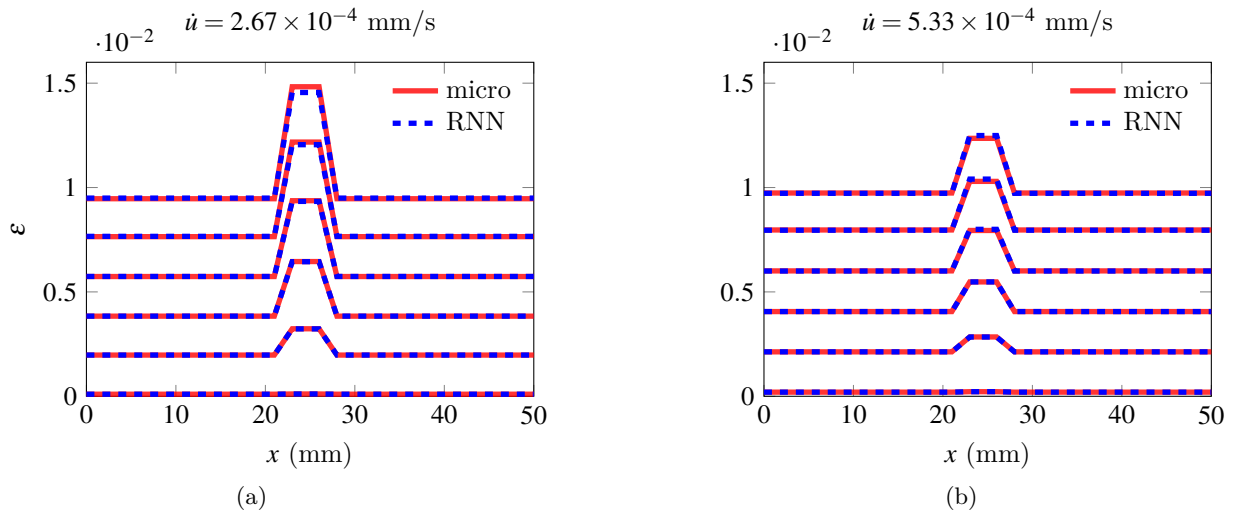 u̇ = 2.67 × 10⁻⁴ mm/s
·10⁻²
1.5
1
0.5
0
ε
micro
RNN
0 10 20 30 40 50
x (mm)
(a)
u̇ = 5.33 × 10⁻⁴ mm/s
·10⁻²
1.5
1
0.5
0
micro
RNN
0 10 20 30 40 50
x (mm)
(b)